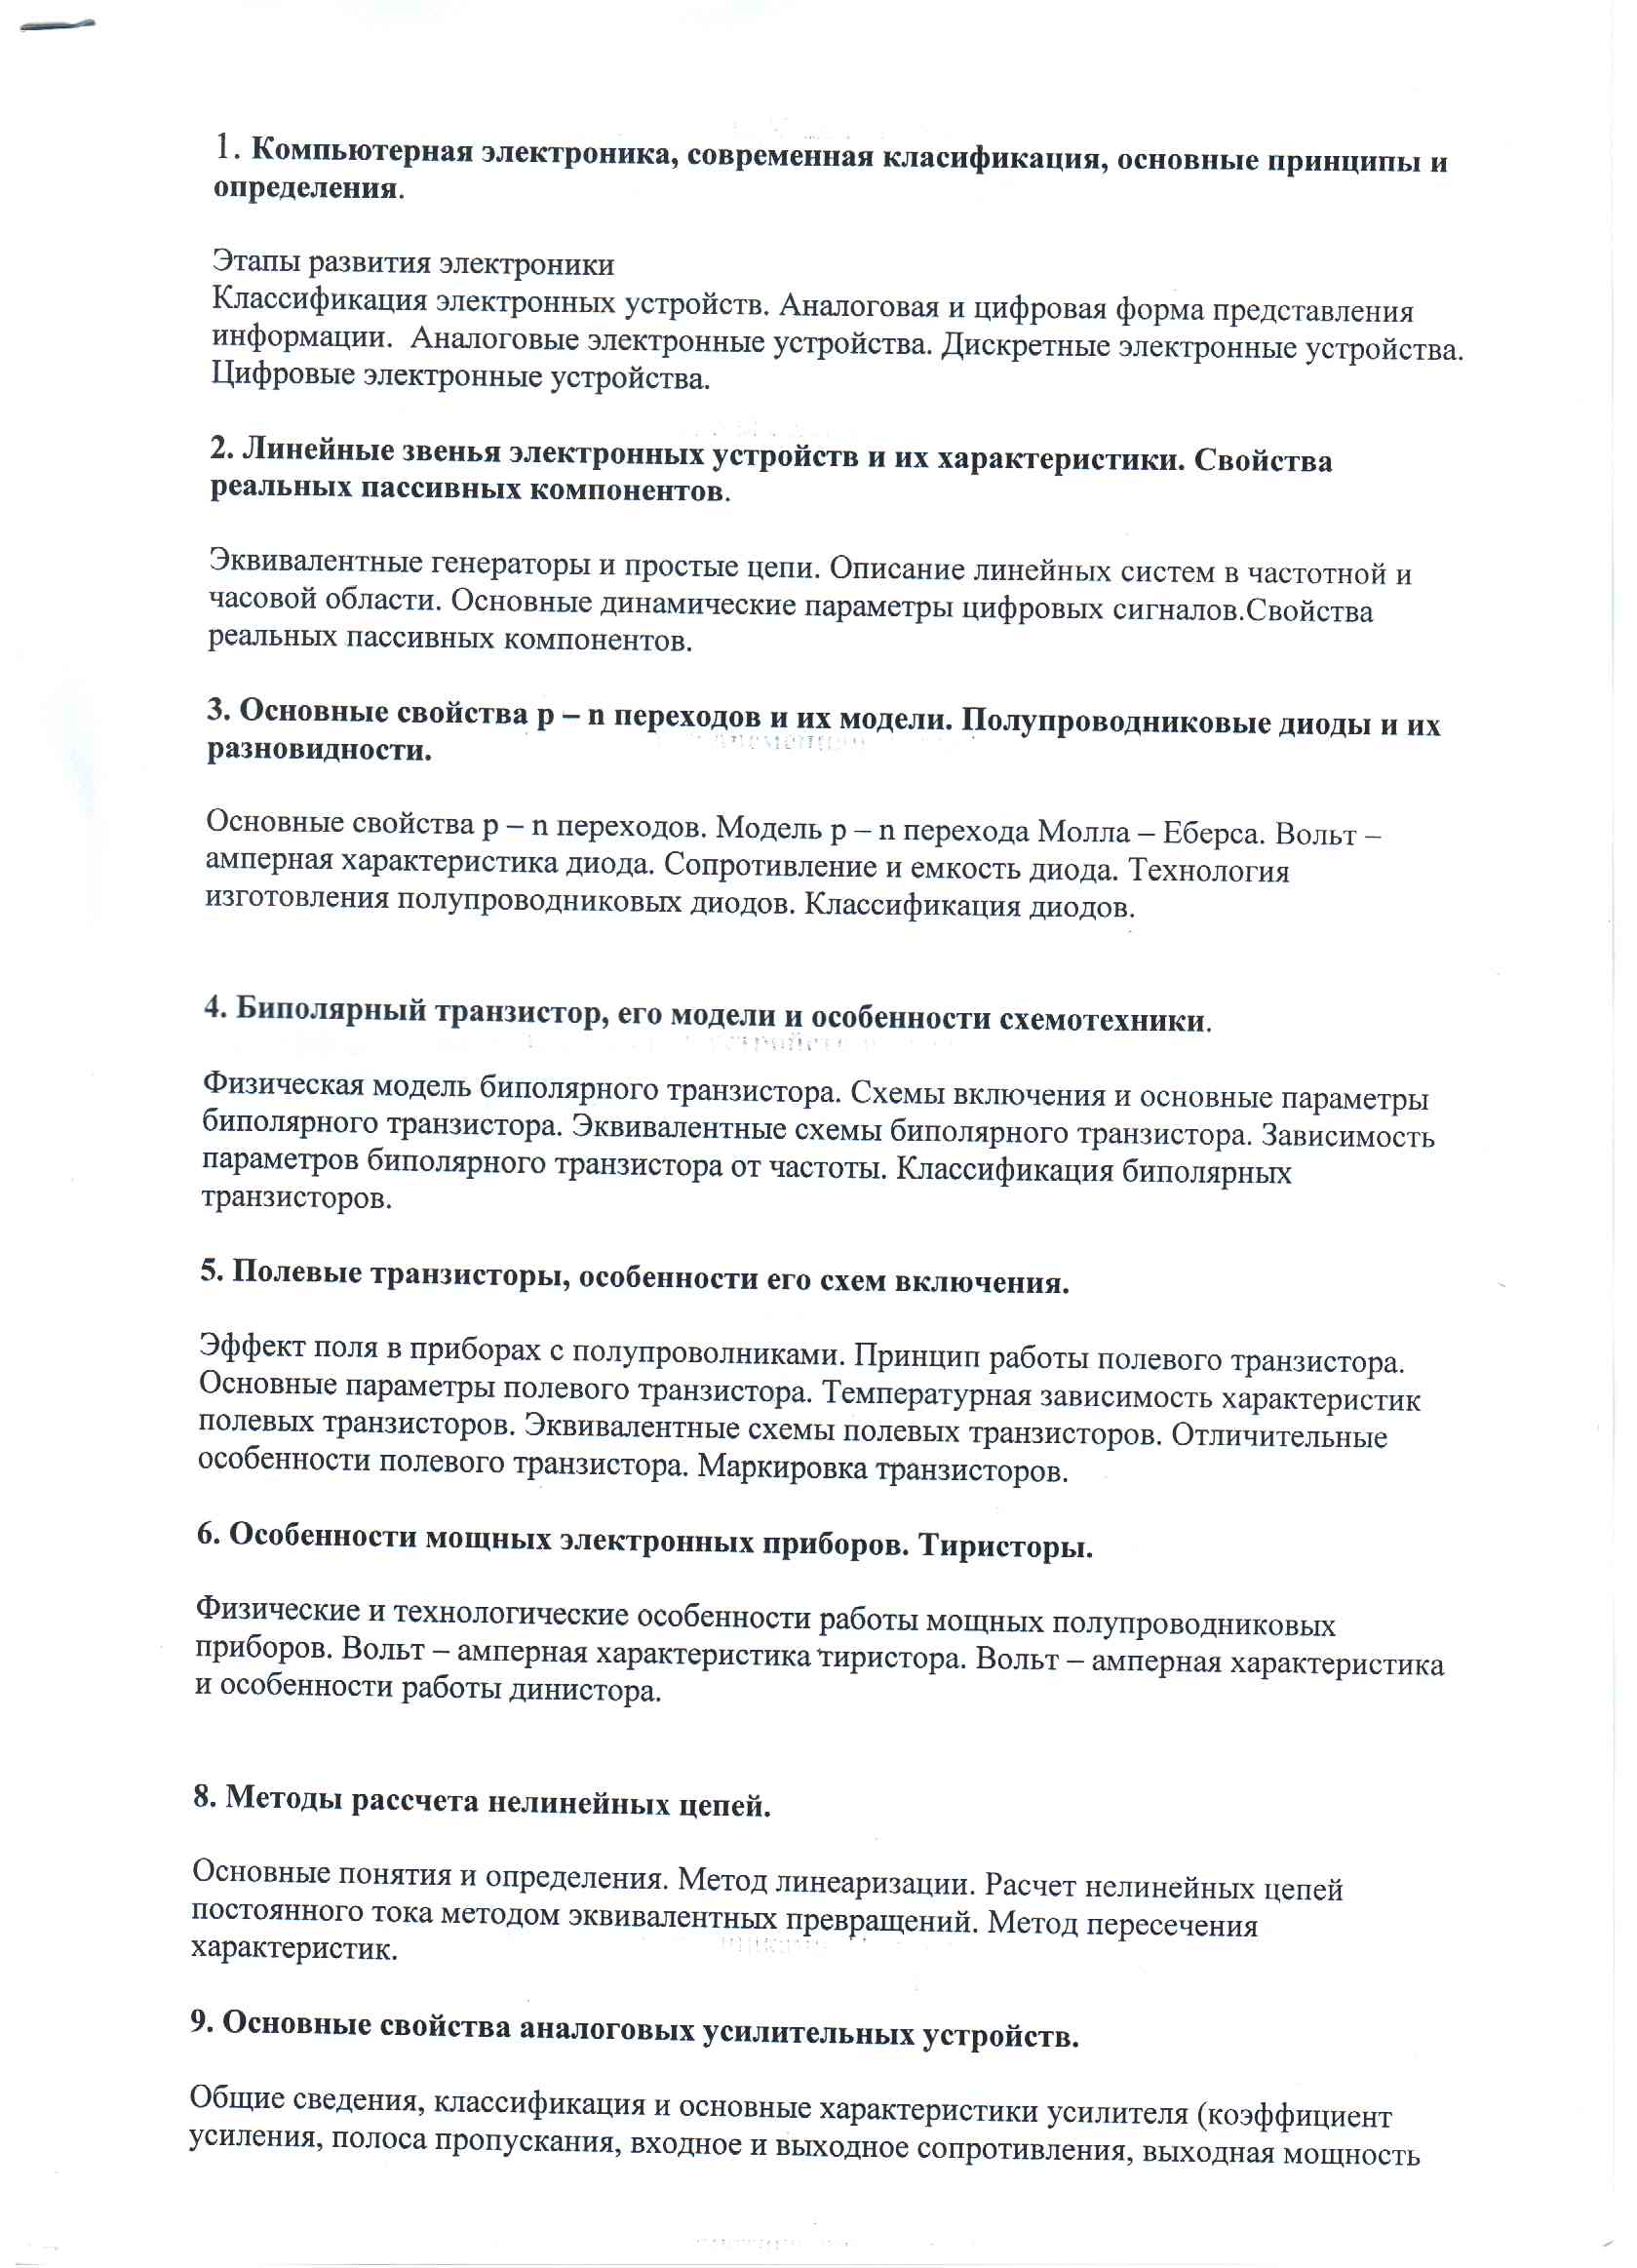 1. Компьютерная электроника, современная класификация, основные принципы и
определения.
Этапы развития электроники
Классификация электронных устройств. Аналоговая и цифровая форма представления
информации. Аналоговые электронные устройства. Дискретные электронные устройства.
Цифровые электронные устройства.
2. Линейные звенья электронных устройств и их характеристики. Свойства
реальных пассивных компонентов.
Эквивалентные генераторы и простые цепи. Описание линейных систем в частотной и
часовой области. Основные динамические параметры цифровых сигналов.Свойства
реальных пассивных компонентов.
3. Основные свойства p – n переходов и их модели. Полупроводниковые диоды и их
разновидности.
Основные свойства p – n переходов. Модель p – n перехода Молла – Еберса. Вольт –
амперная характеристика диода. Сопротивление и емкость диода. Технология
изготовления полупроводниковых диодов. Классификация диодов.
4. Биполярный транзистор, его модели и особенности схемотехники.
Физическая модель биполярного транзистора. Схемы включения и основные параметры
биполярного транзистора. Эквивалентные схемы биполярного транзистора. Зависимость
параметров биполярного транзистора от частоты. Классификация биполярных
транзисторов.
5. Полевые транзисторы, особенности его схем включения.
Эффект поля в приборах с полупроволниками. Принцип работы полевого транзистора.
Основные параметры полевого транзистора. Температурная зависимость характеристик
полевых транзисторов. Эквивалентные схемы полевых транзисторов. Отличительные
особенности полевого транзистора. Маркировка транзисторов.
6. Особенности мощных электронных приборов. Тиристоры.
Физические и технологические особенности работы мощных полупроводниковых
приборов. Вольт – амперная характеристика тиристора. Вольт – амперная характеристика
и особенности работы динистора.
8. Методы рассчета нелинейных цепей.
Основные понятия и определения. Метод линеаризации. Расчет нелинейных цепей
постоянного тока методом эквивалентных превращений. Метод пересечения
характеристик.
9. Основные свойства аналоговых усилительных устройств.
Общие сведения, классификация и основные характеристики усилителя (коэффициент
усиления, полоса пропускания, входное и выходное сопротивления, выходная мощность